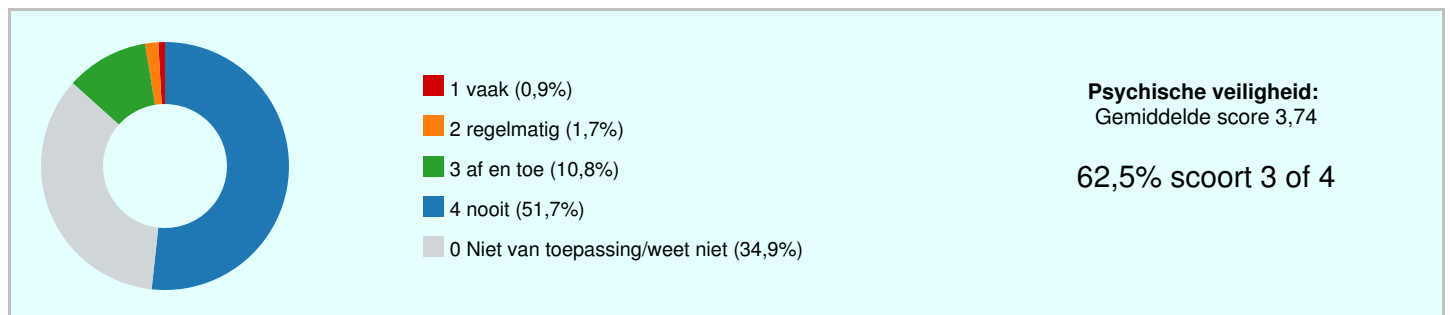 1 vaak (0,9%)
2 regelmatig (1,7%)
3 af en toe (10,8%)
4 nooit (51,7%)
0 Niet van toepassing/weet niet (34,9%)
Psychische veiligheid:
Gemiddelde score 3,74
62,5% scoort 3 of 4